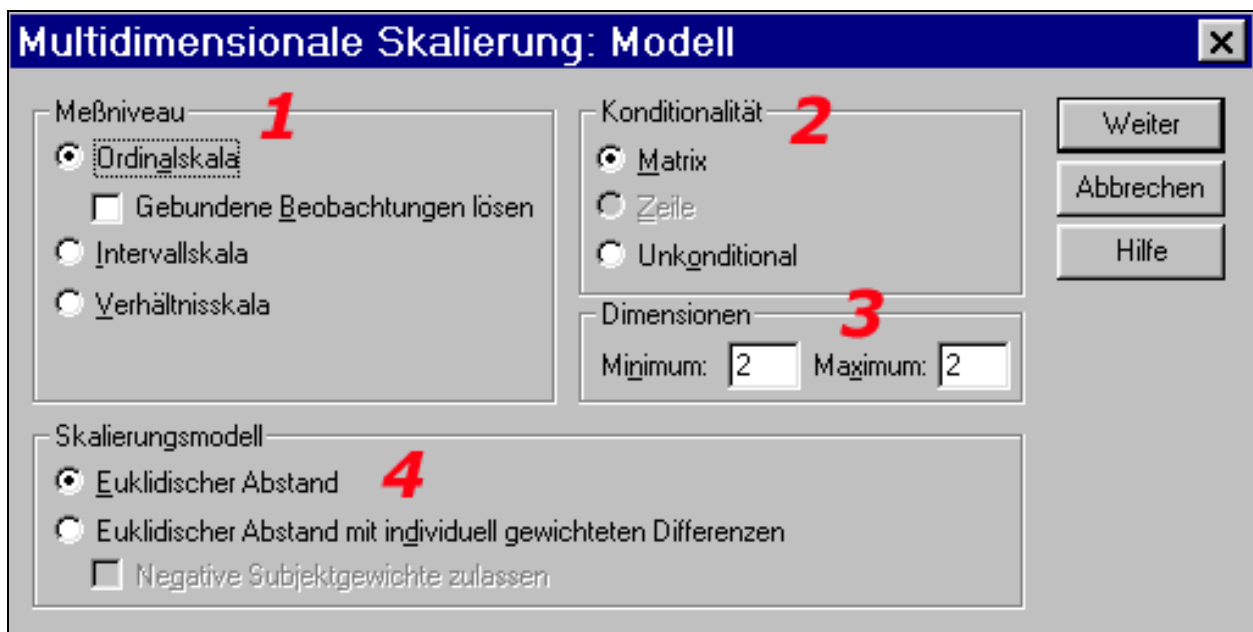 Multidimensionale Skalierung: Modell
Meßniveau 1
Ordinalskala
Gebundene Beobachtungen lösen
Intervallskala
Verhältnisskala
Konditionalität 2
Matrix
Zeile
Unkonditional
Dimensionen 3
Minimum: 2 Maximum: 2
Skalierungsmodell
Euklidischer Abstand 4
Euklidischer Abstand mit individuell gewichteten Differenzen
Negative Subjektgewichte zulassen
Weiter
Abbrechen
Hilfe